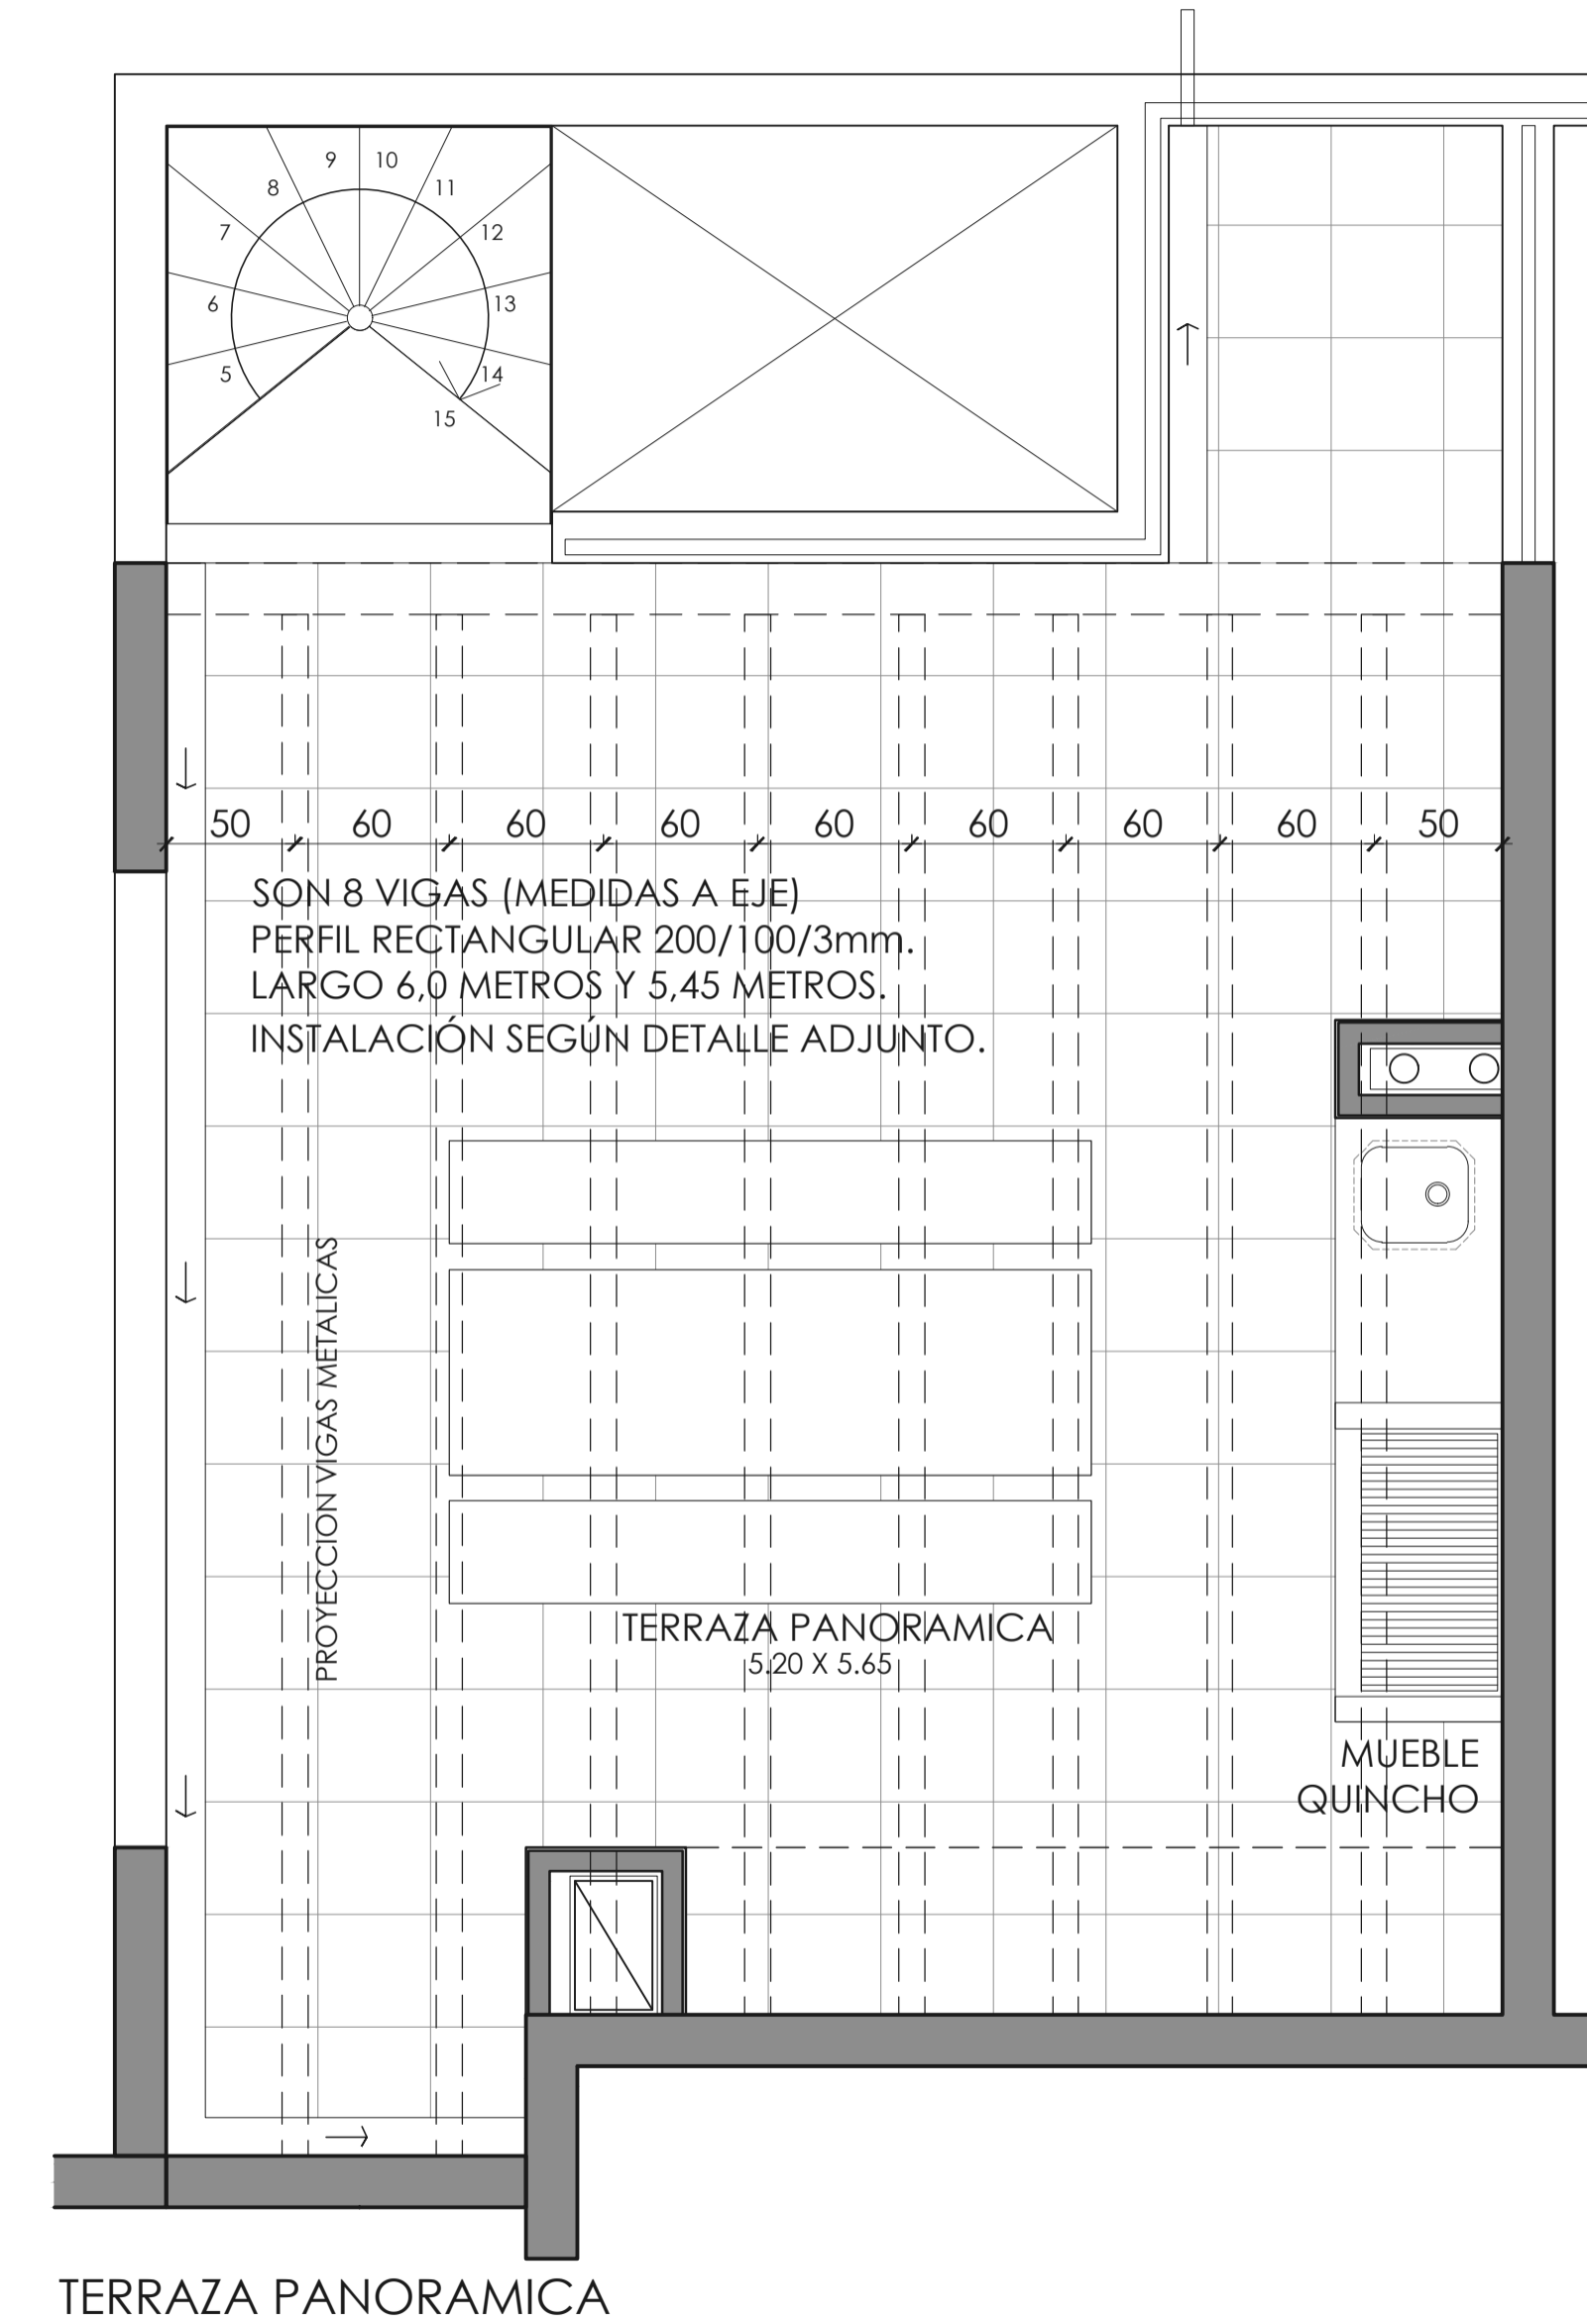 9 10
8 11
7 12
6 13
5 14
15
50 60 60 60 60 60 60 60 50
SON 8 VIGAS (MEDIDAS A EJE)
PERFIL RECTANGULAR 200/100/3mm.
LARGO 6,0 METROS Y 5,45 METROS.
INSTALACIÓN SEGÚN DETALLE ADJUNTO.
PROYECCION VIGAS METALICAS
TERRAZA PANORAMICA
5.20 X 5.65
MUEBLE
QUINCHO
TERRAZA PANORAMICA